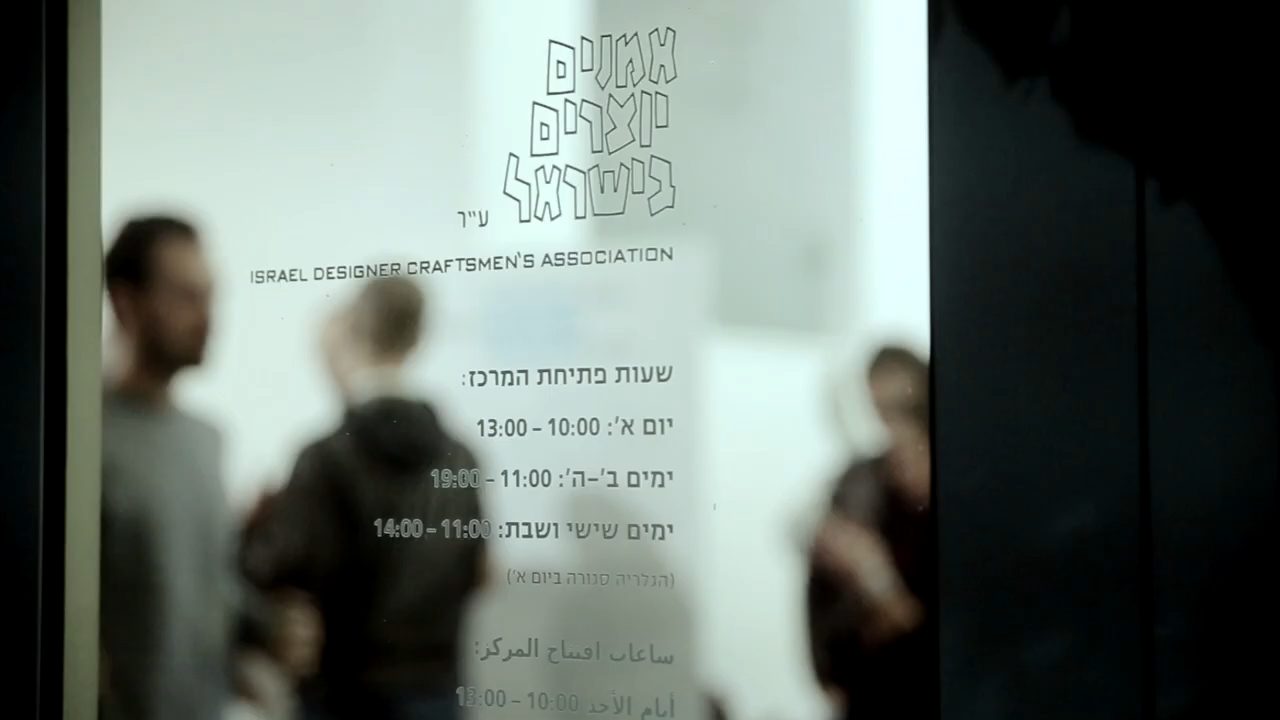 אמנים
יוצרים
בישראל ע״ר
ISRAEL DESIGNER CRAFTSMEN'S ASSOCIATION
שעות פתיחת המרכז:
יום א׳: 10:00 – 13:00
ימים ב׳–ה׳: 11:00 – 19:00
ימים שישי ושבת: 11:00 – 14:00
(הגלריה סגורה ביום א׳)
ساعات افتتاح المركز:
أيام الأحد 10:00 – 13:00